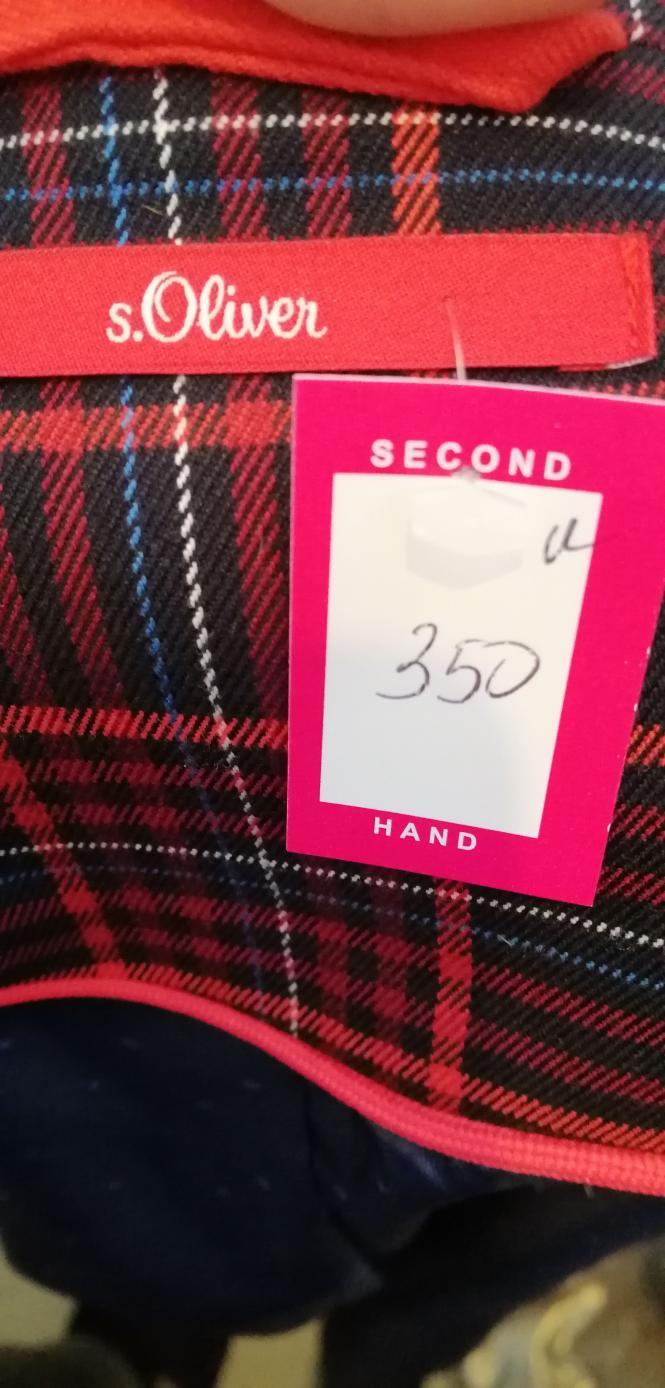 s.Oliver
SECOND
и
350
HAND